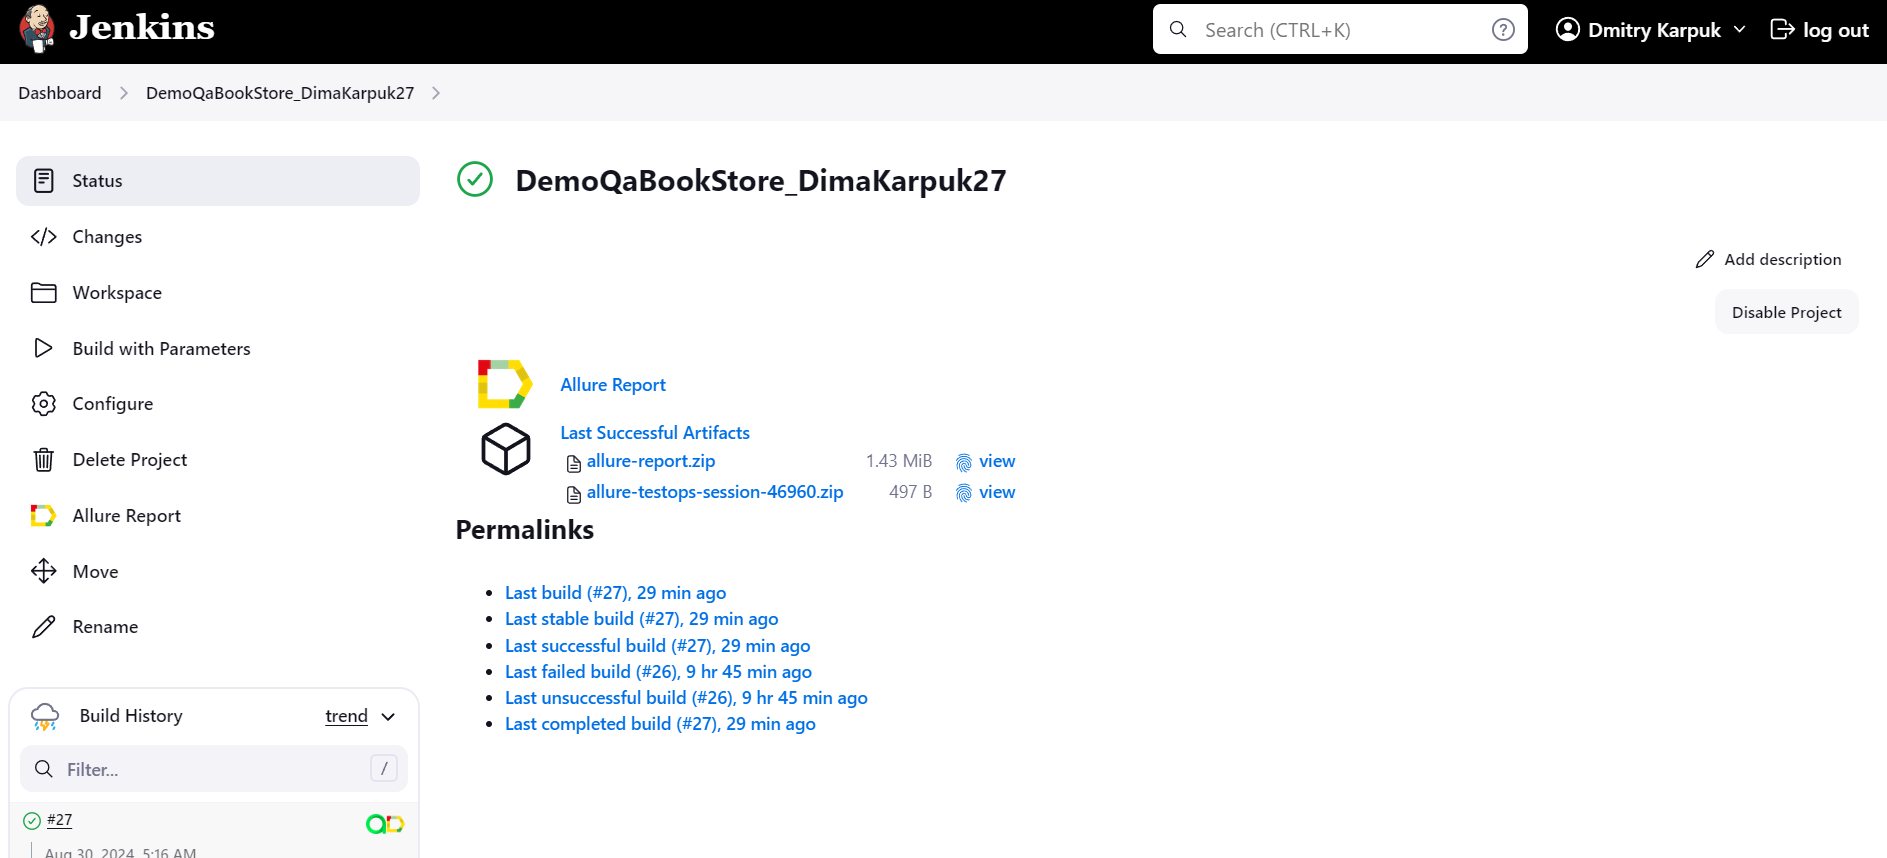 Jenkins
Search (CTRL+K)
?
Dmitry Karpuk
log out
Dashboard
DemoQaBookStore_DimaKarpuk27
Status
Changes
Workspace
Build with Parameters
Configure
Delete Project
Allure Report
Move
Rename
Build History
trend
Filter...
/
#27
Aug 30, 2024, 5:16 AM
DemoQaBookStore_DimaKarpuk27
Add description
Disable Project
Allure Report
Last Successful Artifacts
allure-report.zip 1.43 MiB view
allure-testops-session-46960.zip 497 B view
Permalinks
Last build (#27), 29 min ago
Last stable build (#27), 29 min ago
Last successful build (#27), 29 min ago
Last failed build (#26), 9 hr 45 min ago
Last unsuccessful build (#26), 9 hr 45 min ago
Last completed build (#27), 29 min ago